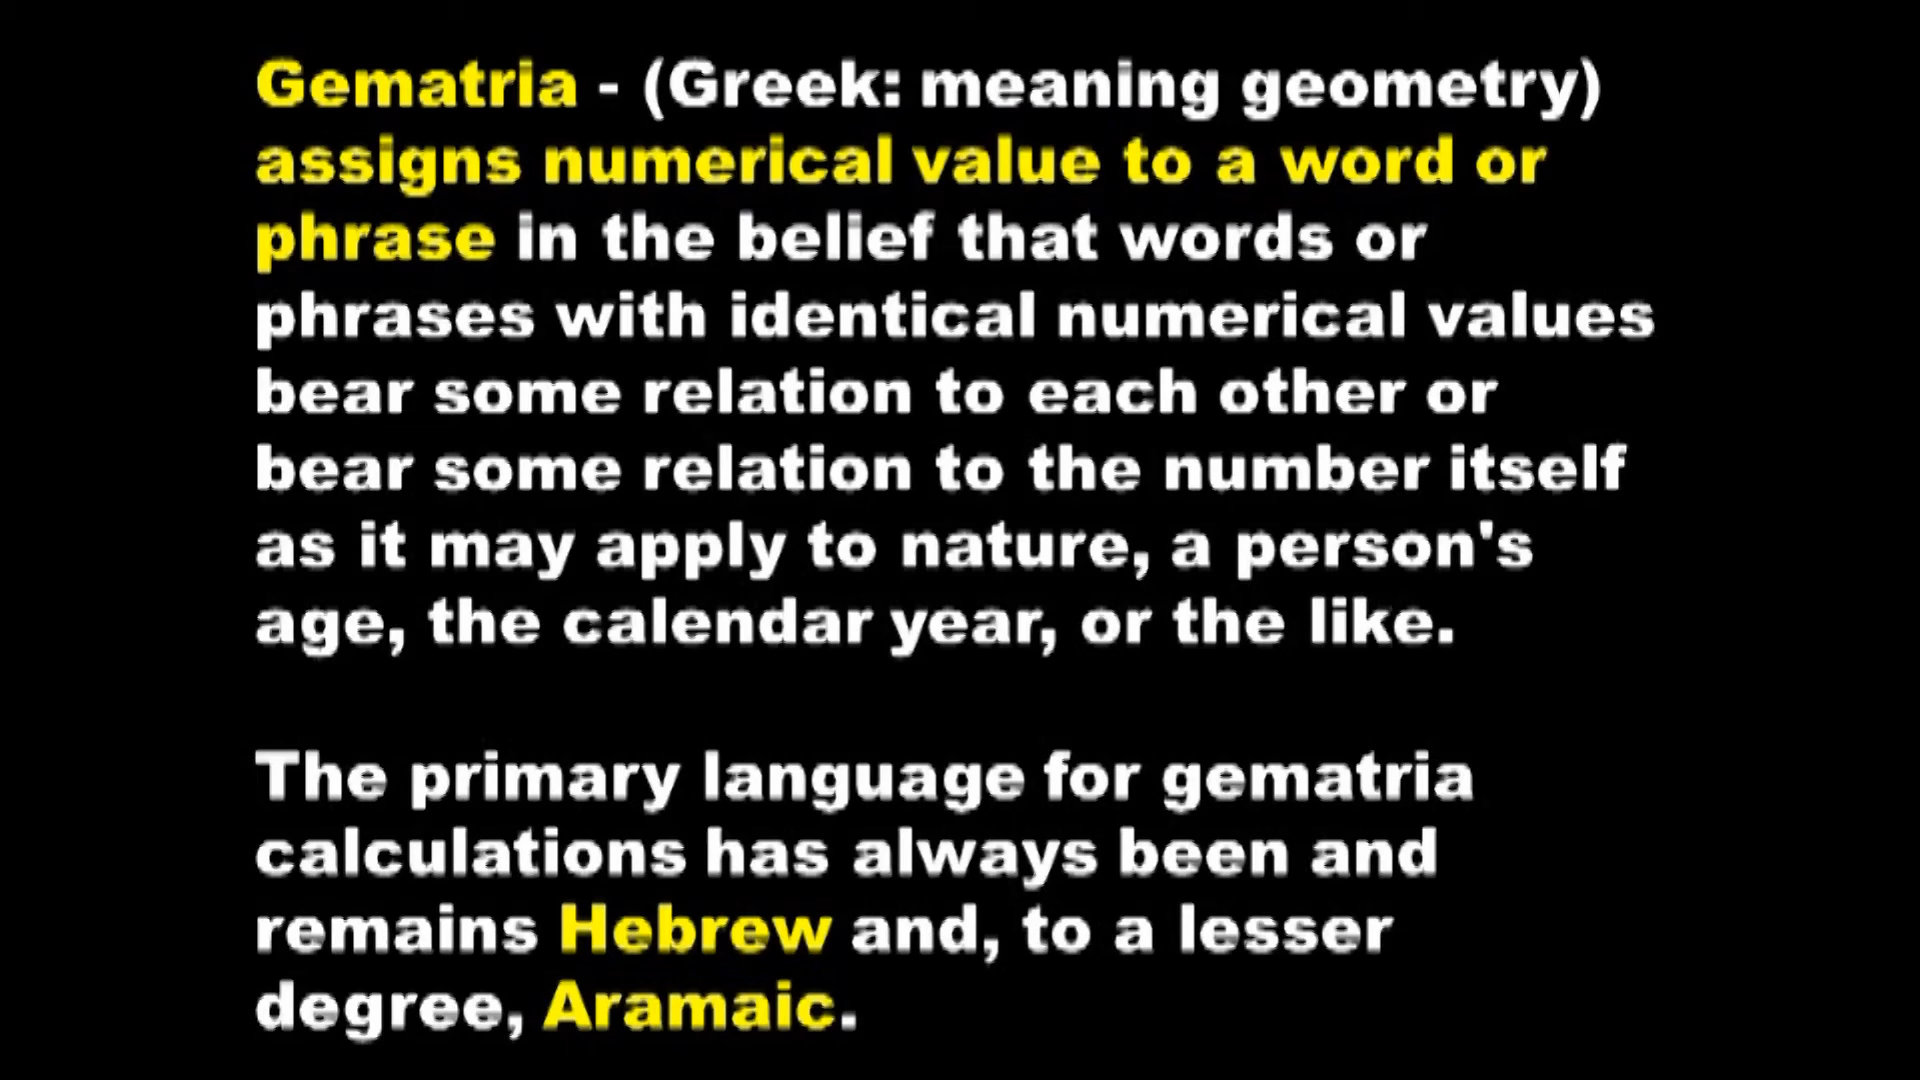 Gematria - (Greek: meaning geometry)
assigns numerical value to a word or
phrase in the belief that words or
phrases with identical numerical values
bear some relation to each other or
bear some relation to the number itself
as it may apply to nature, a person's
age, the calendar year, or the like.
The primary language for gematria
calculations has always been and
remains Hebrew and, to a lesser
degree, Aramaic.